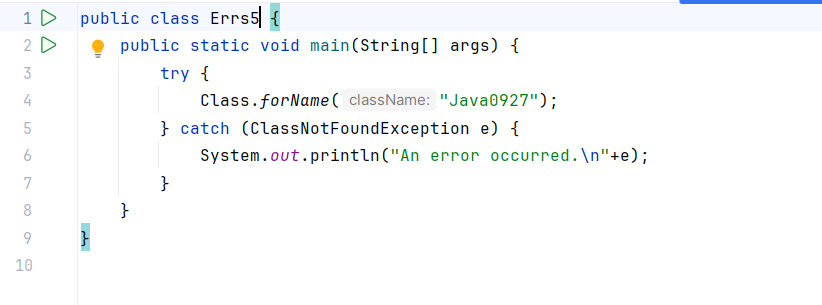 1 public class Errs5 {
2 public static void main(String[] args) {
3 try {
4 Class.forName( className: "Java0927");
5 } catch (ClassNotFoundException e) {
6 System.out.println("An error occurred.\n"+e);
7 }
8 }
9 }
10